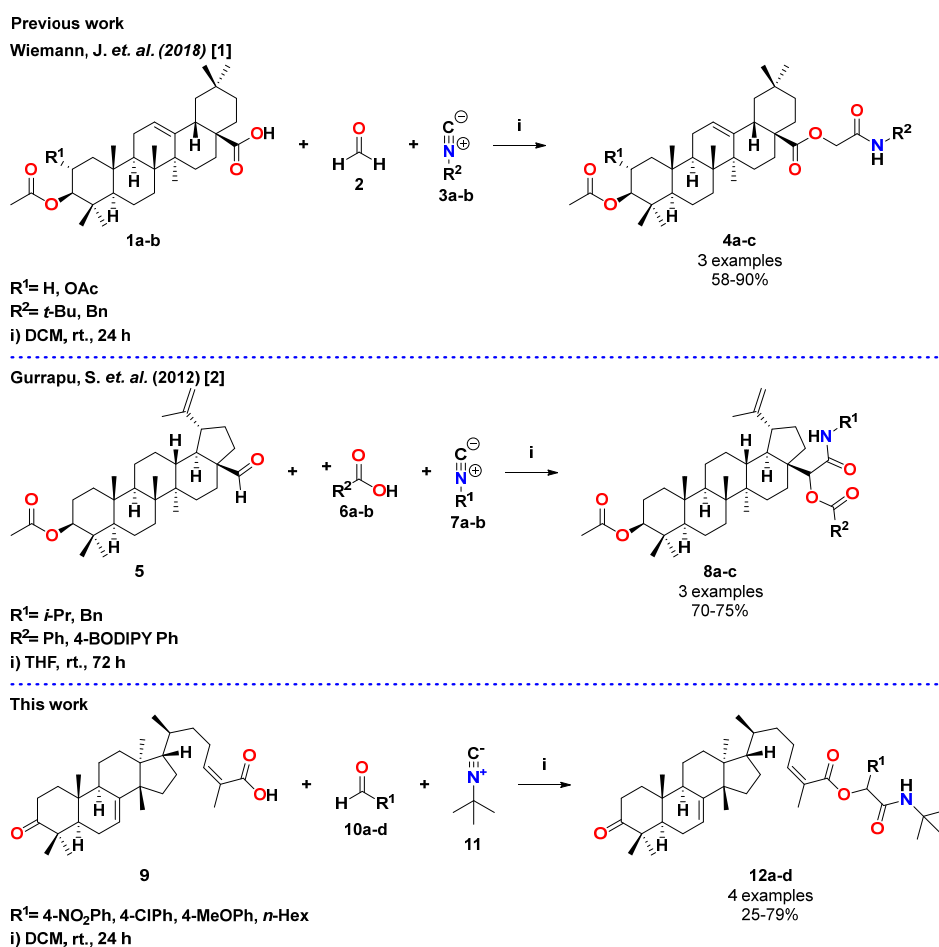 Previous work
Wiemann, J. et. al. (2018) [1]
R1 OH O O O H
+ O H H 2
+ C − N + R2 3a-b
i
R1 O O H H H O O O N H R2
1a-b
4a-c
3 examples
58-90%
R1= H, OAc
R2= t-Bu, Bn
i) DCM, rt., 24 h
Gurrapu, S. et. al. (2012) [2]
H H O H H H O O
+ + O R2 OH 6a-b
+ C − N + R1 7a-b
i
H H H H O O HN R1 O O O R2
5
8a-c
3 examples
70-75%
R1= i-Pr, Bn
R2= Ph, 4-BODIPY Ph
i) THF, rt., 72 h
This work
H H H O O OH
+ O H R1 10a-d
+ C- N+ 11
i
H H H O O O R1 O H N
9
12a-d
4 examples
25-79%
R1= 4-NO2Ph, 4-ClPh, 4-MeOPh, n-Hex
i) DCM, rt., 24 h